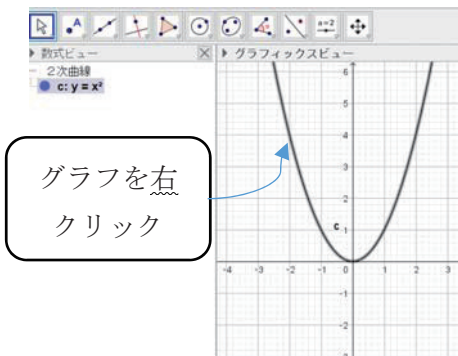 a=2
数式ビュー
グラフィックスビュー
2次曲線
c: y = x²
グラフを右
クリック
c
6
5
4
3
2
1
-4 -3 -2 -1 0 1 2 3
-1
-2